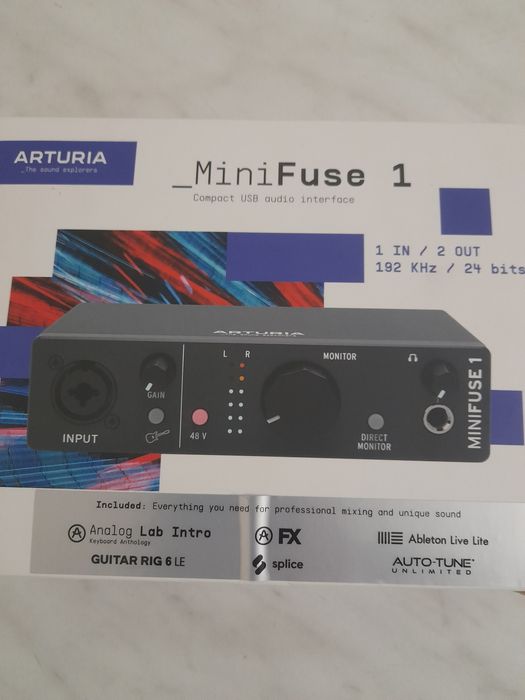 ARTURIA
_The sound explorers
_MiniFuse 1
Compact USB audio interface
1 IN / 2 OUT
192 KHz / 24 bits
ARTURIA
L R
MONITOR
GAIN
INPUT
48 V
DIRECT
MONITOR
MINIFUSE 1
Included: Everything you need for professional mixing and unique sound
Analog Lab Intro
Keyboard Anthology
FX
Ableton Live Lite
GUITAR RIG 6 LE
splice
AUTO-TUNE
UNLIMITED